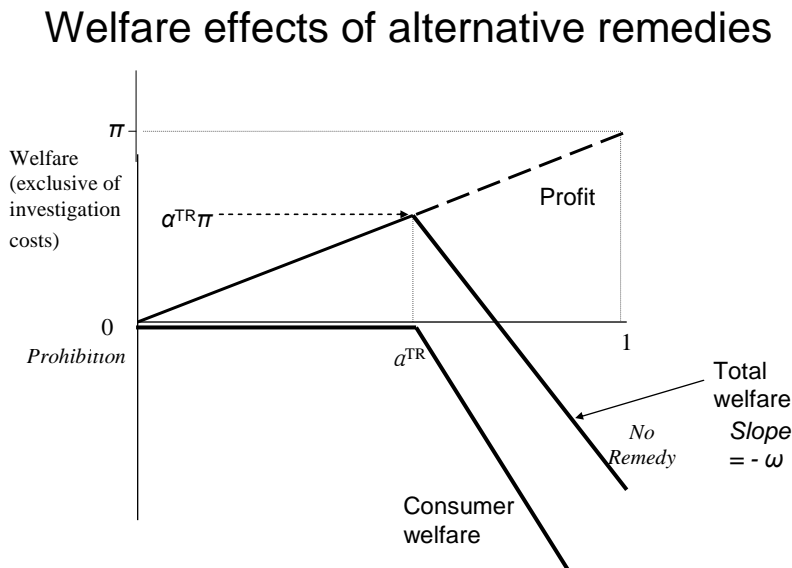 Welfare effects of alternative remedies
π
Welfare
(exclusive of
investigation
costs)
α^TR π
Profit
0
Prohibition
a^TR
1
Total
welfare
Slope
= - ω
No
Remedy
Consumer
welfare